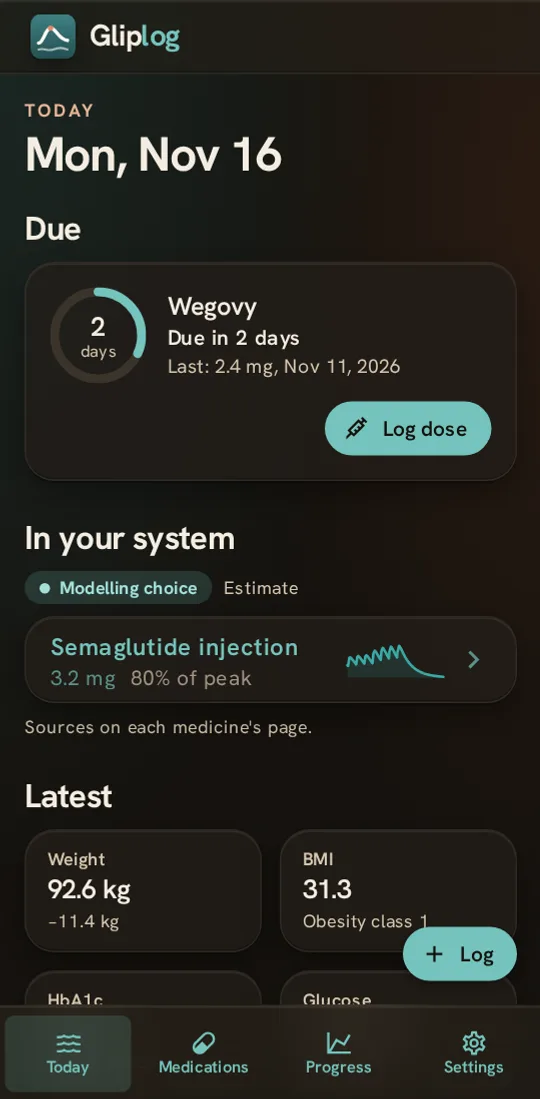 Gliplog
TODAY
Mon, Nov 16
Due
2
days
Wegovy
Due in 2 days
Last: 2.4 mg, Nov 11, 2026
Log dose
In your system
Modelling choice
Estimate
Semaglutide injection
3.2 mg 80% of peak
Sources on each medicine's page.
Latest
Weight
92.6 kg
−11.4 kg
BMI
31.3
Obesity class 1
+ Log
HbA1c
Glucose
Today
Medications
Progress
Settings